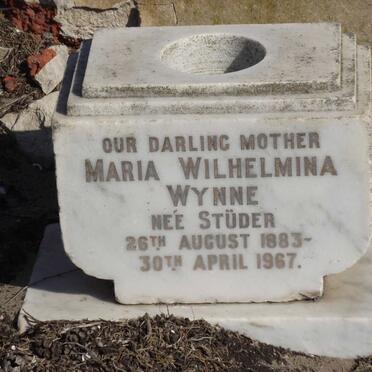 OUR DARLING MOTHER
MARIA WILHELMINA
WYNNE
NÉE STÜDER
26TH AUGUST 1883~
30TH APRIL 1967.